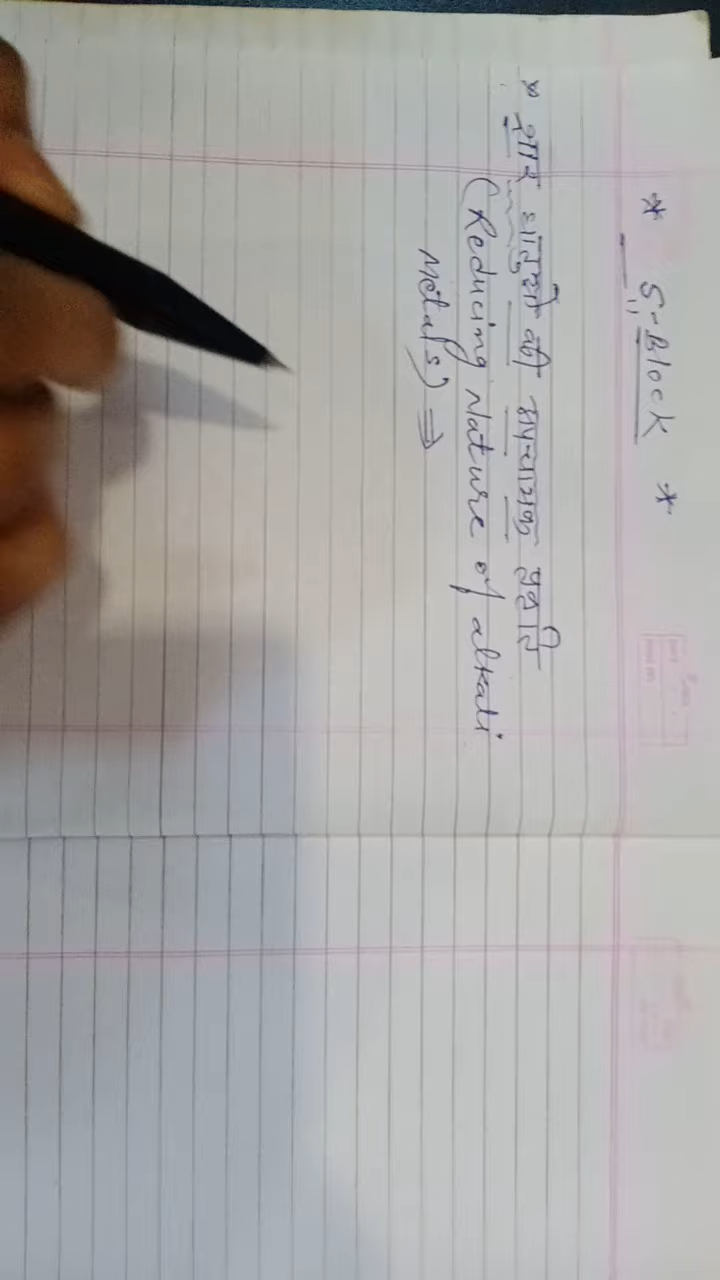 * S-Block *
* क्षार धातुओ की अपचायक प्रकृति
(Reducing Nature of alkali
Metals) ⇒